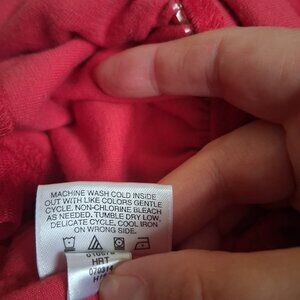 MACHINE WASH COLD INSIDE
OUT WITH LIKE COLORS GENTLE
CYCLE. NON-CHLORINE BLEACH
AS NEEDED. TUMBLE DRY LOW.
DELICATE CYCLE. COOL IRON
ON WRONG SIDE.
HRT